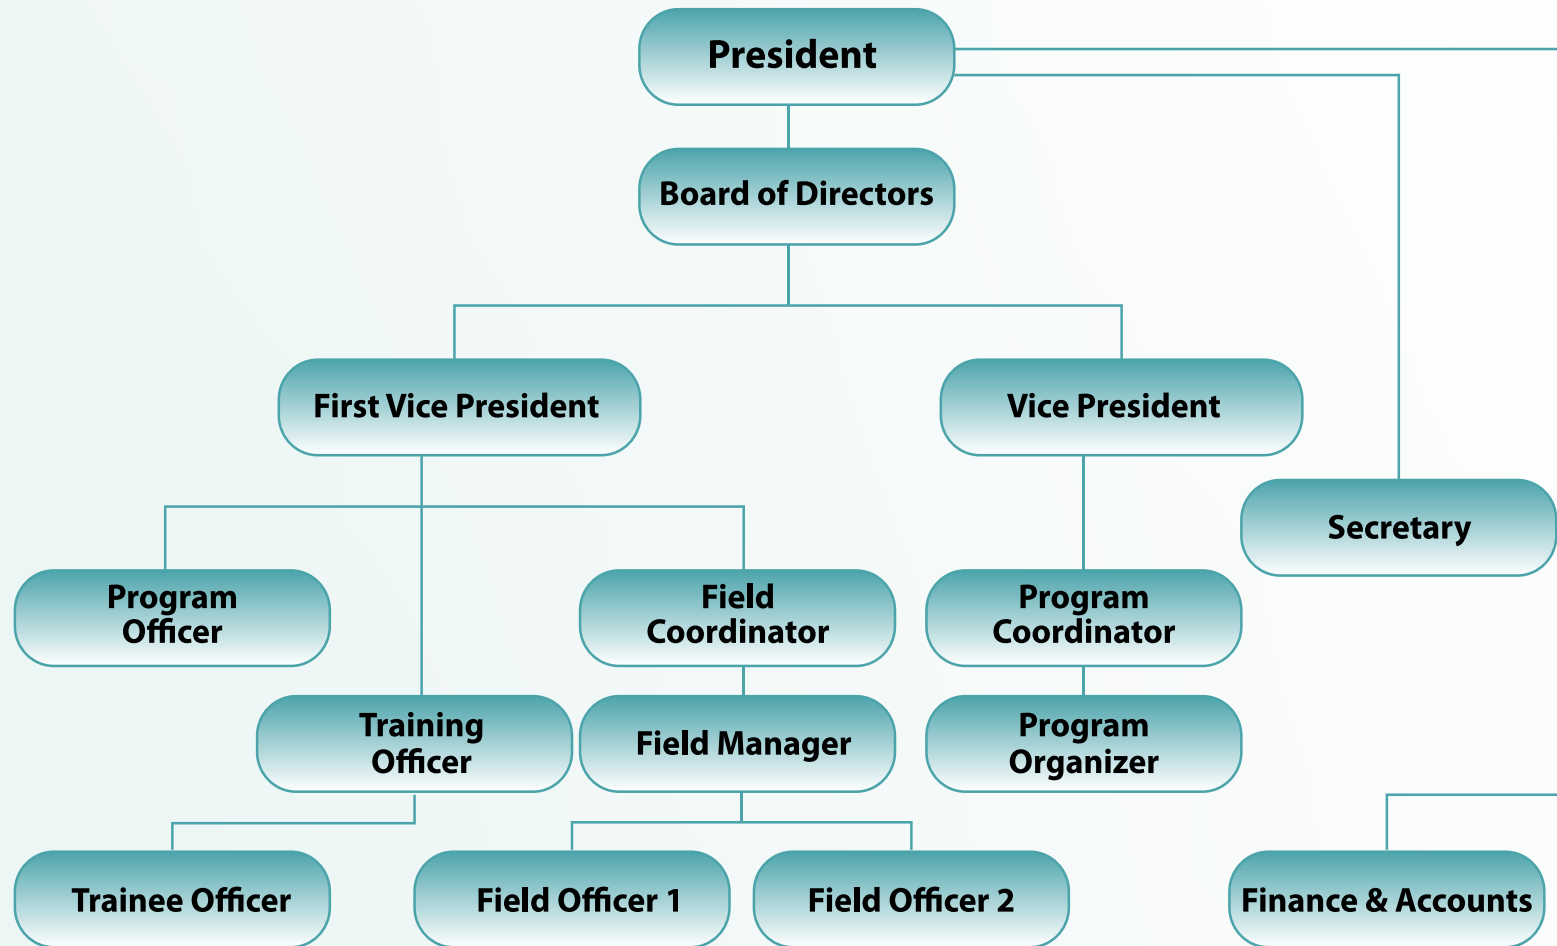 President
Board of Directors
First Vice President
Vice President
Secretary
Program
Officer
Field
Coordinator
Program
Coordinator
Training
Officer
Field Manager
Program
Organizer
Trainee Officer
Field Officer 1
Field Officer 2
Finance & Accounts